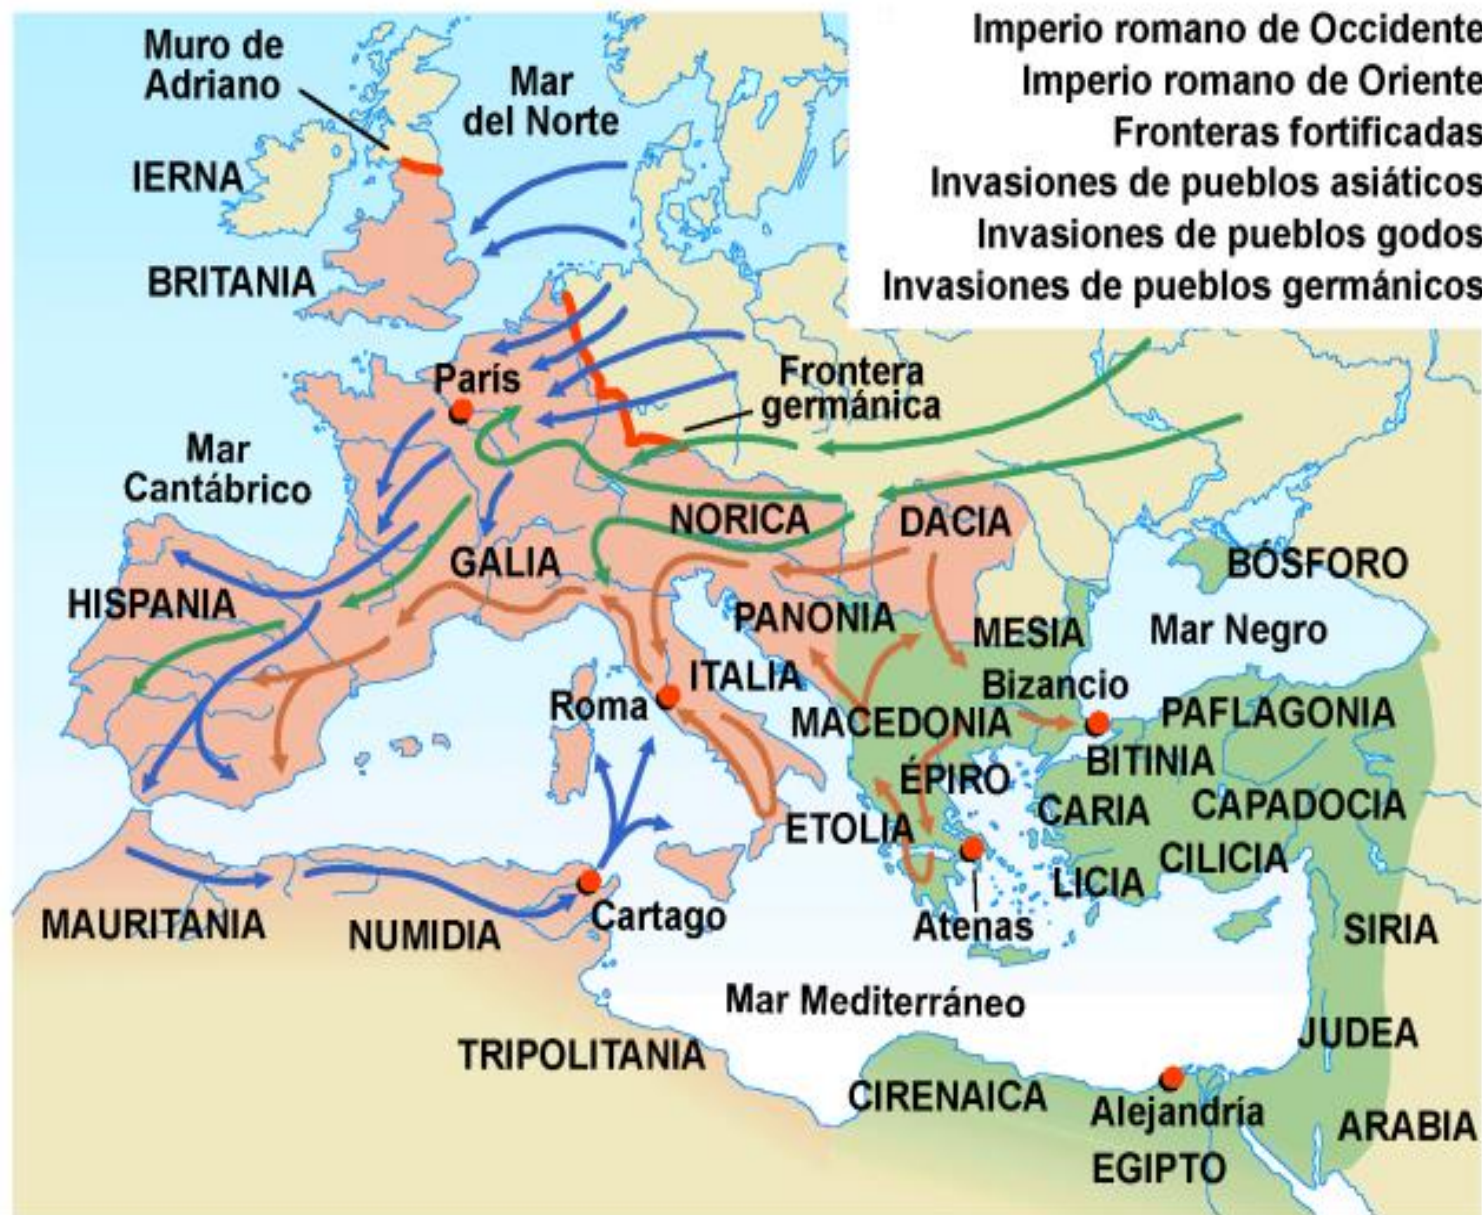 Imperio romano de Occidente
Imperio romano de Oriente
Fronteras fortificadas
Invasiones de pueblos asiáticos
Invasiones de pueblos godos
Invasiones de pueblos germánicos
Muro de
Adriano
Mar
del Norte
IERNA
BRITANIA
París
Frontera
germánica
Mar
Cantábrico
NORICA
DACIA
GALIA
BÓSFORO
HISPANIA
PANONIA
MESIA
Mar Negro
ITALIA
Bizancio
Roma
MACEDONIA
PAFLAGONIA
BITINIA
ÉPIRO
CARIA
CAPADOCIA
ETOLIA
CILICIA
LICIA
MAURITANIA
NUMIDIA
Cartago
Atenas
SIRIA
Mar Mediterráneo
JUDEA
TRIPOLITANIA
CIRENAICA
Alejandría
ARABIA
EGIPTO